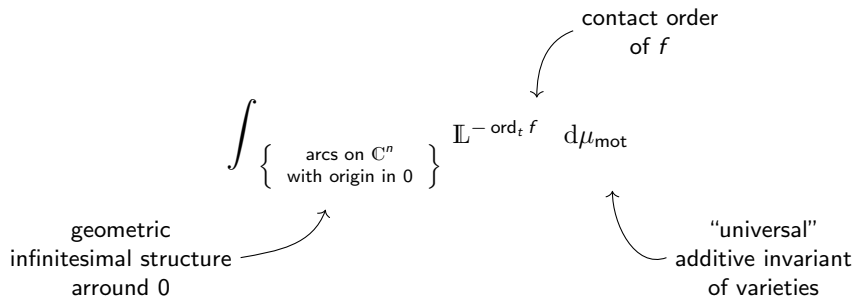 contact order
of f
∫_{ { arcs on ℂⁿ with origin in 0 } } 𝕃^{− ord_t f} dμ_mot
geometric
infinitesimal structure
arround 0
“universal”
additive invariant
of varieties